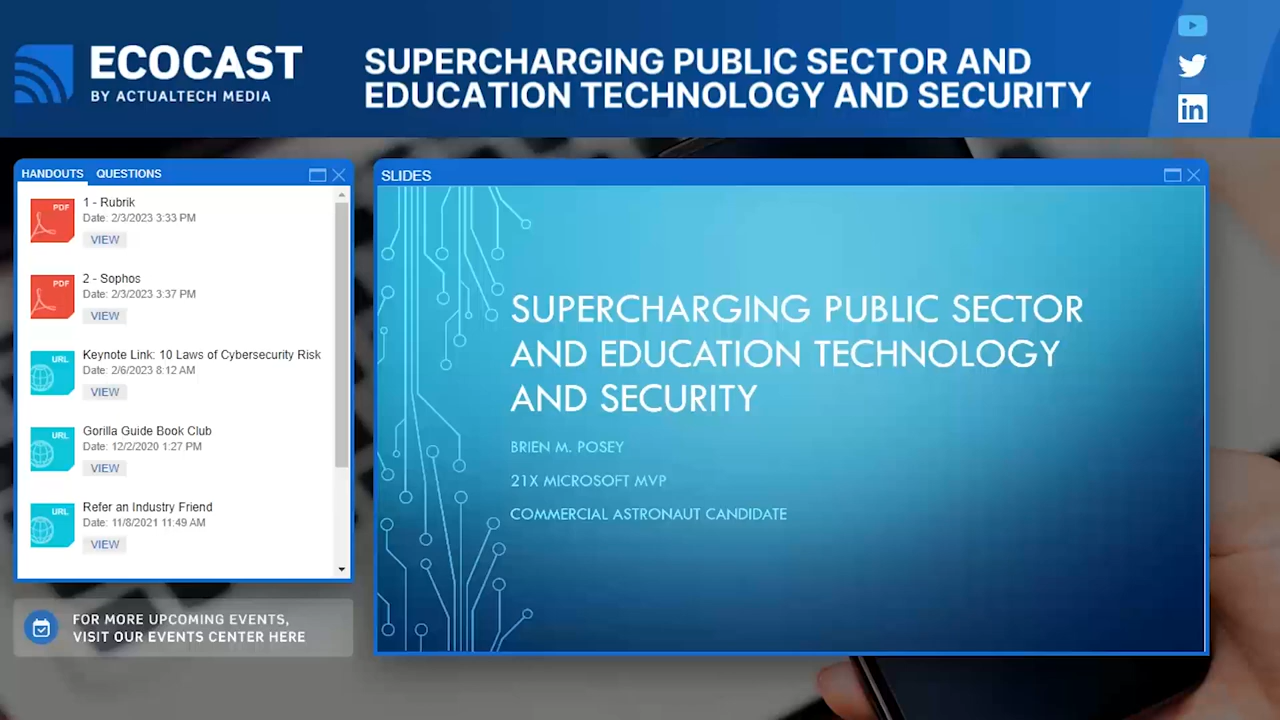 ECOCAST
BY ACTUALTECH MEDIA
SUPERCHARGING PUBLIC SECTOR AND
EDUCATION TECHNOLOGY AND SECURITY
in
HANDOUTS QUESTIONS
PDF
1 - Rubrik
Date: 2/3/2023 3:33 PM
VIEW
PDF
2 - Sophos
Date: 2/3/2023 3:37 PM
VIEW
URL
Keynote Link: 10 Laws of Cybersecurity Risk
Date: 2/6/2023 8:12 AM
VIEW
URL
Gorilla Guide Book Club
Date: 12/2/2020 1:27 PM
VIEW
URL
Refer an Industry Friend
Date: 11/8/2021 11:49 AM
VIEW
FOR MORE UPCOMING EVENTS,
VISIT OUR EVENTS CENTER HERE
SLIDES
SUPERCHARGING PUBLIC SECTOR
AND EDUCATION TECHNOLOGY
AND SECURITY
BRIEN M. POSEY
21X MICROSOFT MVP
COMMERCIAL ASTRONAUT CANDIDATE